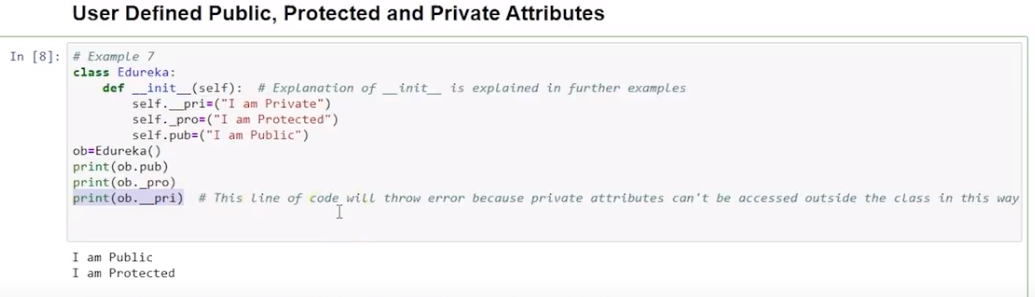 User Defined Public, Protected and Private Attributes
In [8]: # Example 7
class Edureka:
    def __init__(self):  # Explanation of __init__ is explained in further examples
        self.__pri=("I am Private")
        self._pro=("I am Protected")
        self.pub=("I am Public")
ob=Edureka()
print(ob.pub)
print(ob._pro)
print(ob.__pri)  # This line of code will throw error because private attributes can't be accessed outside the class in this way
I am Public
I am Protected